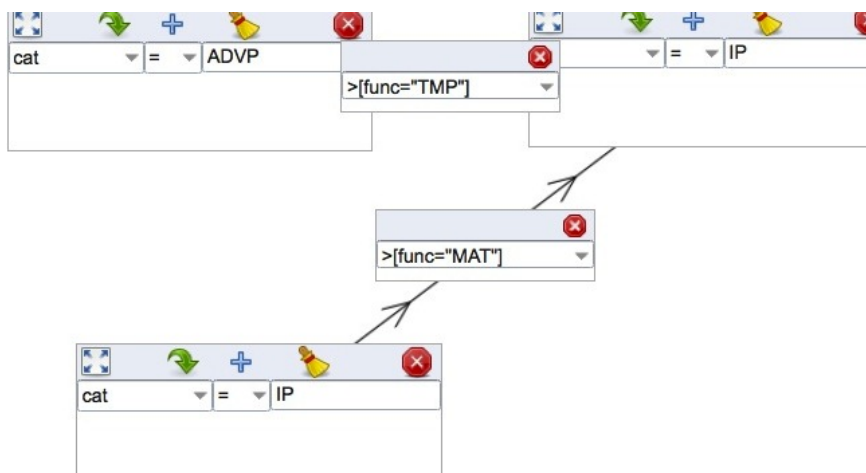 cat = ADVP
>[func="TMP"]
= IP
>[func="MAT"]
cat = IP